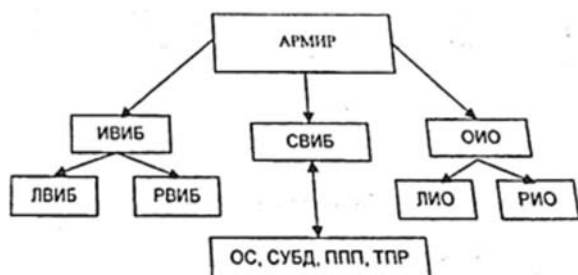 АРМИР
ИВИБ
СВИБ
ОИО
ЛВИБ
РВИБ
ЛИО
РИО
ОС, СУБД, ППП, ТПР